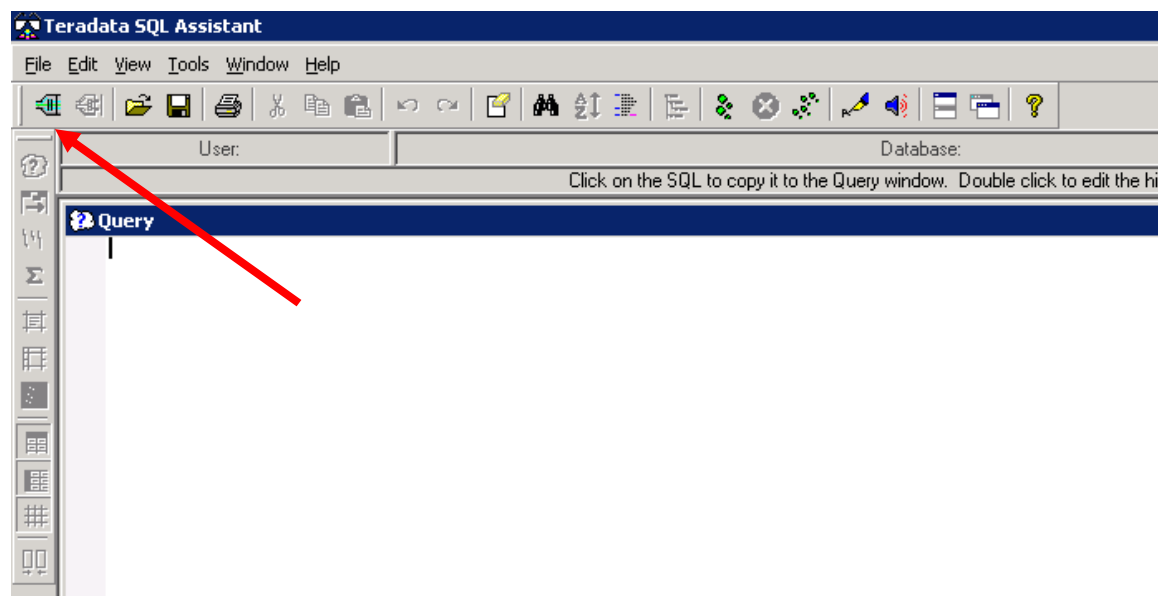 Teradata SQL Assistant
File Edit View Tools Window Help
User: Database:
Click on the SQL to copy it to the Query window. Double click to edit the hi
Query